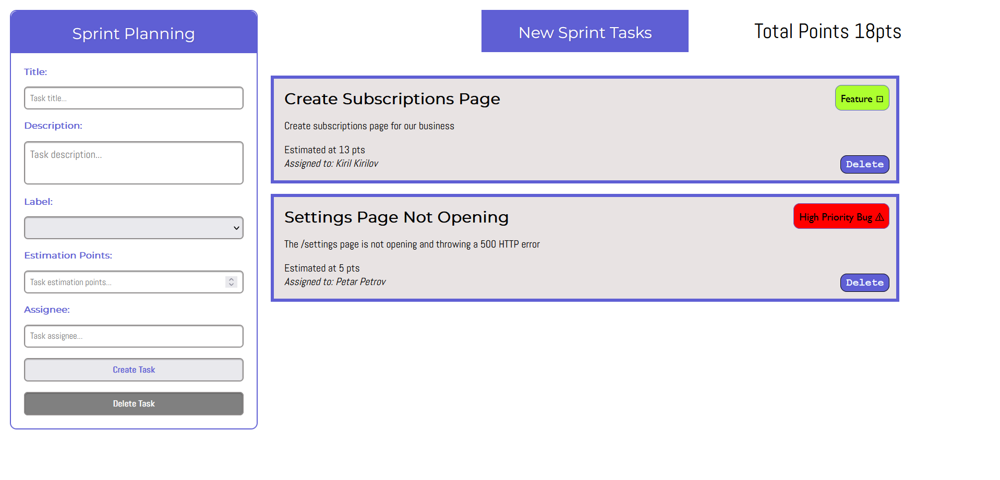 Sprint Planning
Title:
Task title...
Description:
Task description...
Label:
Estimation Points:
Task estimation points...
Assignee:
Task assignee...
Create Task
Delete Task
New Sprint Tasks
Total Points 18pts
Create Subscriptions Page
Feature ⊡
Create subscriptions page for our business
Estimated at 13 pts
Assigned to: Kiril Kirilov
Delete
Settings Page Not Opening
High Priority Bug ⚠
The /settings page is not opening and throwing a 500 HTTP error
Estimated at 5 pts
Assigned to: Petar Petrov
Delete